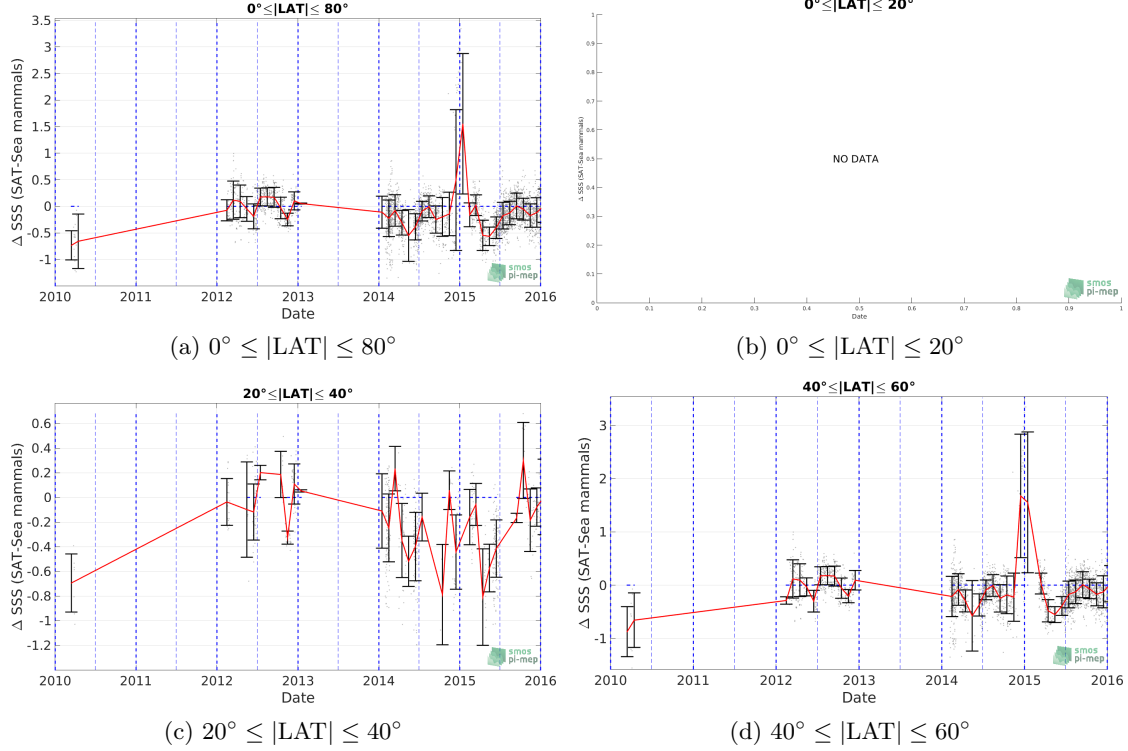 0°≤|LAT|≤ 80°
Δ SSS (SAT-Sea mammals)
3.5
3
2.5
2
1.5
1
0.5
0
-0.5
-1
2010 2011 2012 2013 2014 2015 2016
Date
smos
pi-mep
(a) 0° ≤ |LAT| ≤ 80°
0°≤|LAT|≤ 20°
Δ SSS (SAT-Sea mammals)
1
0.9
0.8
0.7
0.6
0.5
0.4
0.3
0.2
0.1
0
NO DATA
0 0.1 0.2 0.3 0.4 0.5 0.6 0.7 0.8 0.9 1
Date
smos
pi-mep
(b) 0° ≤ |LAT| ≤ 20°
20°≤|LAT|≤ 40°
Δ SSS (SAT-Sea mammals)
0.6
0.4
0.2
0
-0.2
-0.4
-0.6
-0.8
-1
-1.2
2010 2011 2012 2013 2014 2015 2016
Date
smos
pi-mep
(c) 20° ≤ |LAT| ≤ 40°
40°≤|LAT|≤ 60°
Δ SSS (SAT-Sea mammals)
3
2
1
0
-1
2010 2011 2012 2013 2014 2015 2016
Date
smos
pi-mep
(d) 40° ≤ |LAT| ≤ 60°